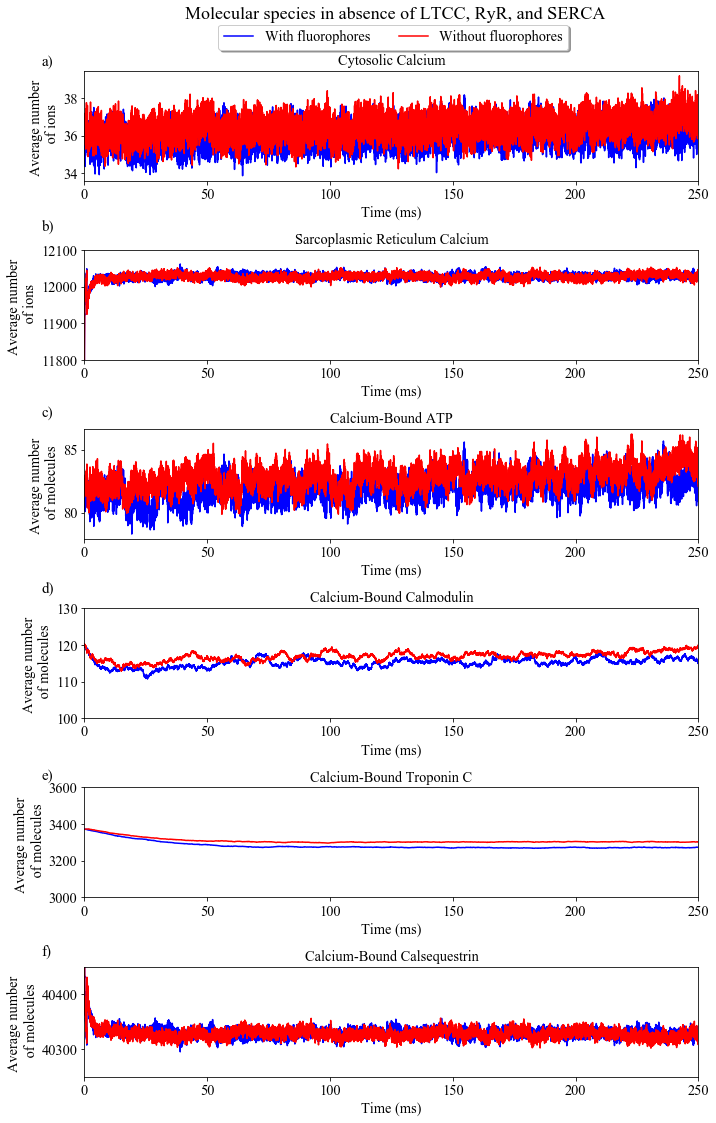 Molecular species in absence of LTCC, RyR, and SERCA
With fluorophores Without fluorophores
a)
Cytosolic Calcium
Average number
of ions
38
36
34
0 50 100 150 200 250
Time (ms)
b)
Sarcoplasmic Reticulum Calcium
Average number
of ions
12100
12000
11900
11800
0 50 100 150 200 250
Time (ms)
c)
Calcium-Bound ATP
Average number
of molecules
85
80
0 50 100 150 200 250
Time (ms)
d)
Calcium-Bound Calmodulin
Average number
of molecules
130
120
110
100
0 50 100 150 200 250
Time (ms)
e)
Calcium-Bound Troponin C
Average number
of molecules
3600
3400
3200
3000
0 50 100 150 200 250
Time (ms)
f)
Calcium-Bound Calsequestrin
Average number
of molecules
40400
40300
0 50 100 150 200 250
Time (ms)